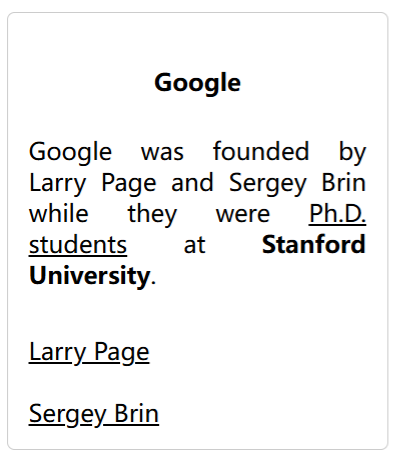 Google
Google was founded by
Larry Page and Sergey Brin
while they were Ph.D.
students at Stanford
University.
Larry Page
Sergey Brin